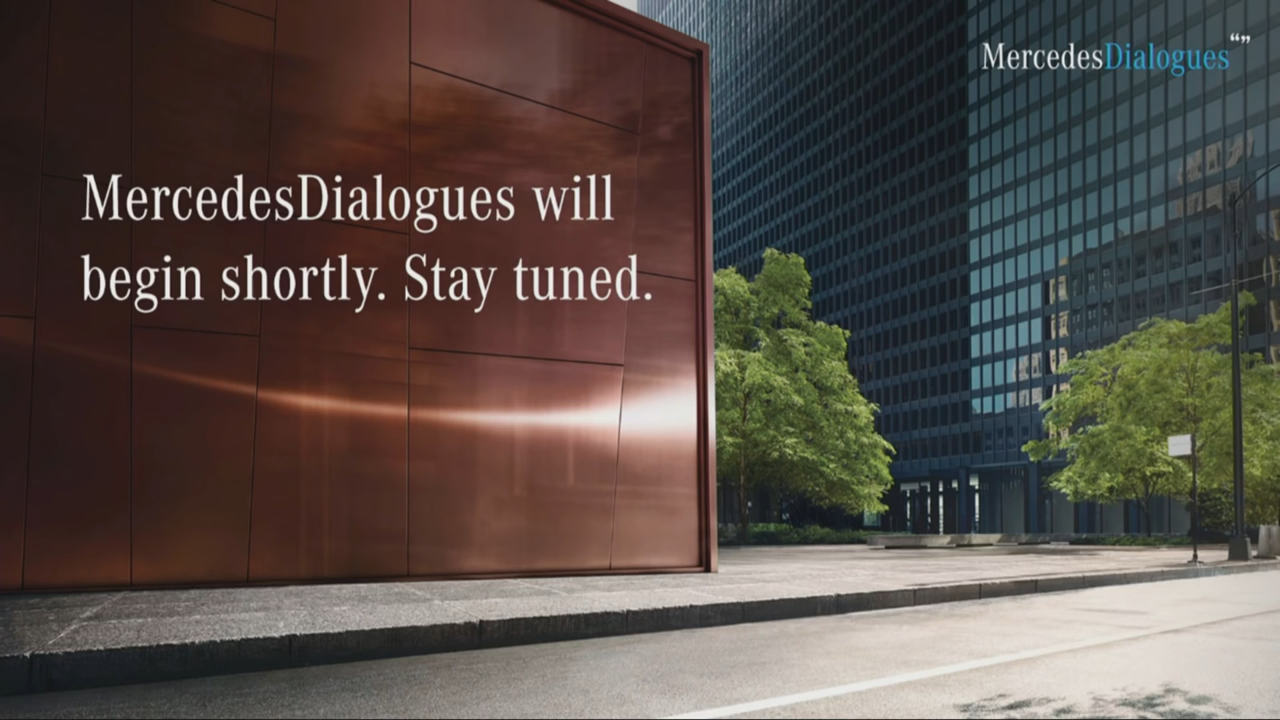 MercedesDialogues“”
MercedesDialogues will
begin shortly. Stay tuned.